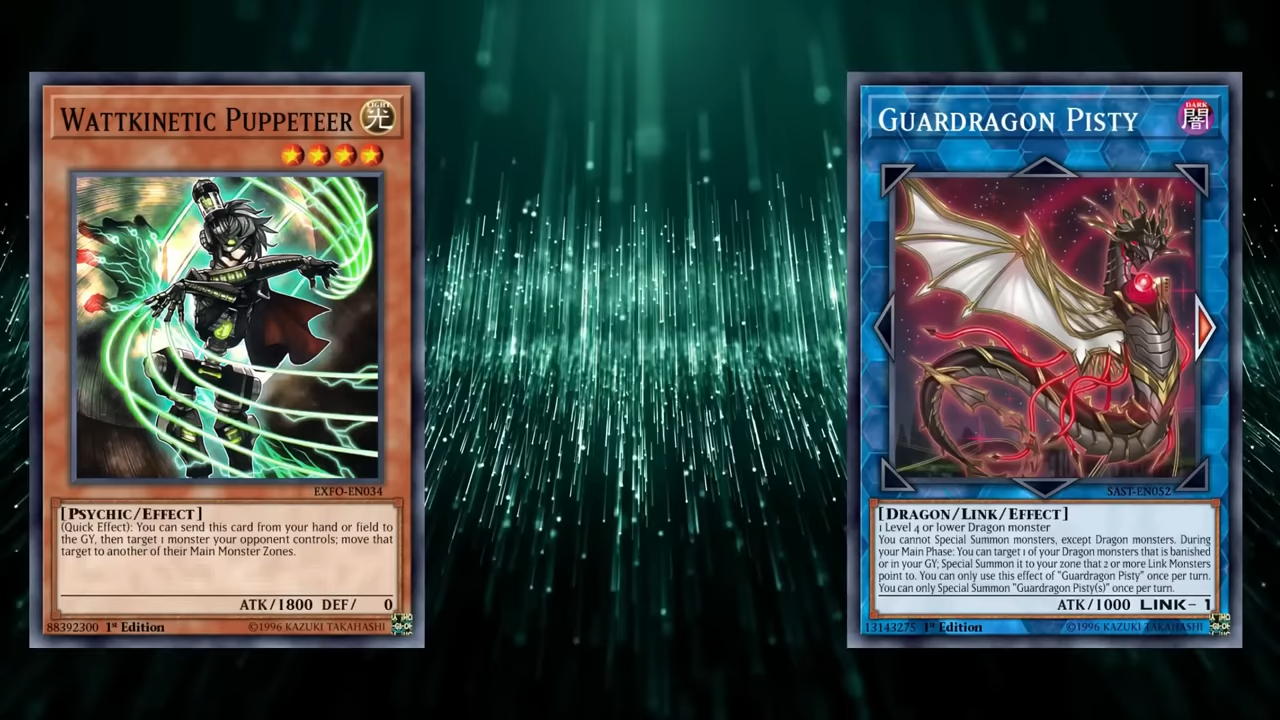 WATTKINETIC PUPPETEER
LIGHT
光
EXFO-EN034
[PSYCHIC/EFFECT]
(Quick Effect): You can send this card from your hand or field to
the GY, then target 1 monster your opponent controls; move that
target to another of their Main Monster Zones.
ATK/1800 DEF/ 0
88392300 1st Edition ©1996 KAZUKI TAKAHASHI
GUARDRAGON PISTY
DARK
闇
SAST-EN052
[DRAGON/LINK/EFFECT]
1 Level 4 or lower Dragon monster
You cannot Special Summon monsters, except Dragon monsters. During
your Main Phase: You can target 1 of your Dragon monsters that is banished
or in your GY; Special Summon it to your zone that 2 or more Link Monsters
point to. You can only use this effect of "Guardragon Pisty" once per turn.
You can only Special Summon "Guardragon Pisty(s)" once per turn.
ATK/1000 LINK-1
13143275 1st Edition ©1996 KAZUKI TAKAHASHI